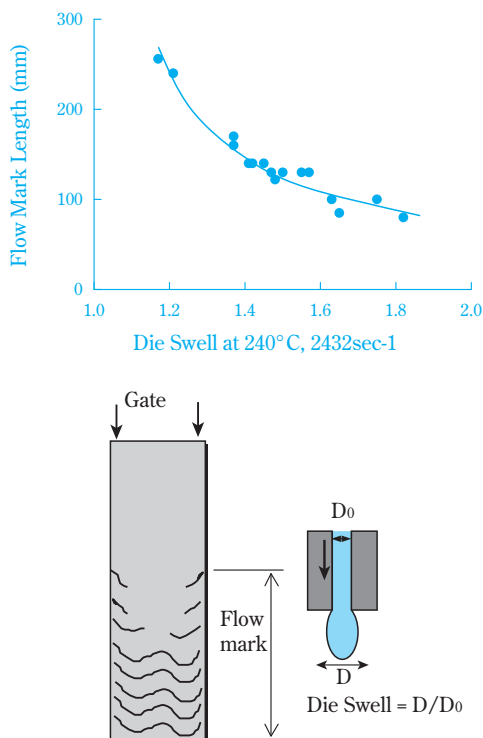 Flow Mark Length (mm)
300
200
100
0
1.0 1.2 1.4 1.6 1.8 2.0
Die Swell at 240°C, 2432sec-1
Gate
D0
Flow
mark
D
Die Swell = D/D0